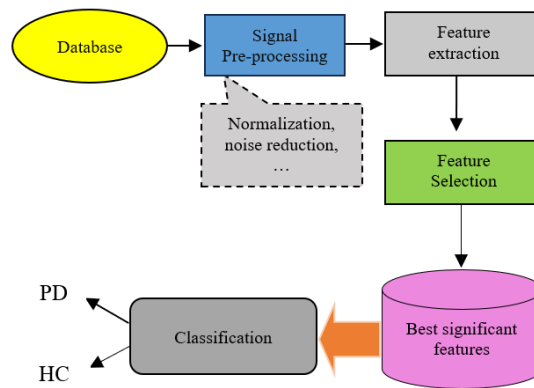 Database
Signal
Pre-processing
Feature
extraction
Normalization,
noise reduction,
…
Feature
Selection
Best significant
features
Classification
PD
HC